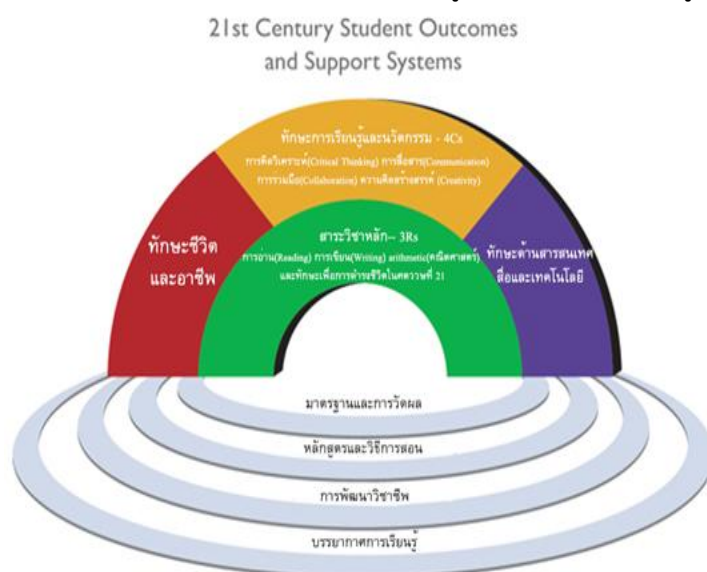 21st Century Student Outcomes
and Support Systems
ทักษะการเรียนรู้และนวัตกรรม - 4Cs
การคิดวิเคราะห์(Critical Thinking) การสื่อสาร(Communication)
การร่วมมือ(Collaboration) ความคิดสร้างสรรค์ (Creativity)
ทักษะชีวิต
และอาชีพ
สาระวิชาหลัก– 3Rs
การอ่าน(Reading) การเขียน(Writing) arithmetic(คณิตศาสตร์)
และทักษะเพื่อการดำรงชีวิตในศตวรรษที่ 21
ทักษะด้านสารสนเทศ
สื่อและเทคโนโลยี
มาตรฐานและการวัดผล
หลักสูตรและวิธีการสอน
การพัฒนาวิชาชีพ
บรรยากาศการเรียนรู้